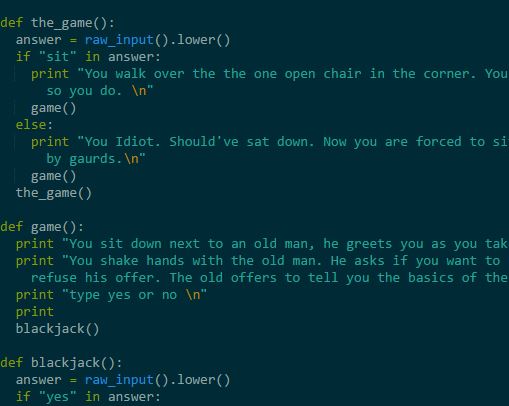 def the_game():
answer = raw_input().lower()
if "sit" in answer:
print "You walk over the the one open chair in the corner. You
so you do. \n"
game()
else:
print "You Idiot. Should've sat down. Now you are forced to si
by gaurds.\n"
game()
the_game()
def game():
print "You sit down next to an old man, he greets you as you tak
print "You shake hands with the old man. He asks if you want to
refuse his offer. The old offers to tell you the basics of the
print "type yes or no \n"
print
blackjack()
def blackjack():
answer = raw_input().lower()
if "yes" in answer: